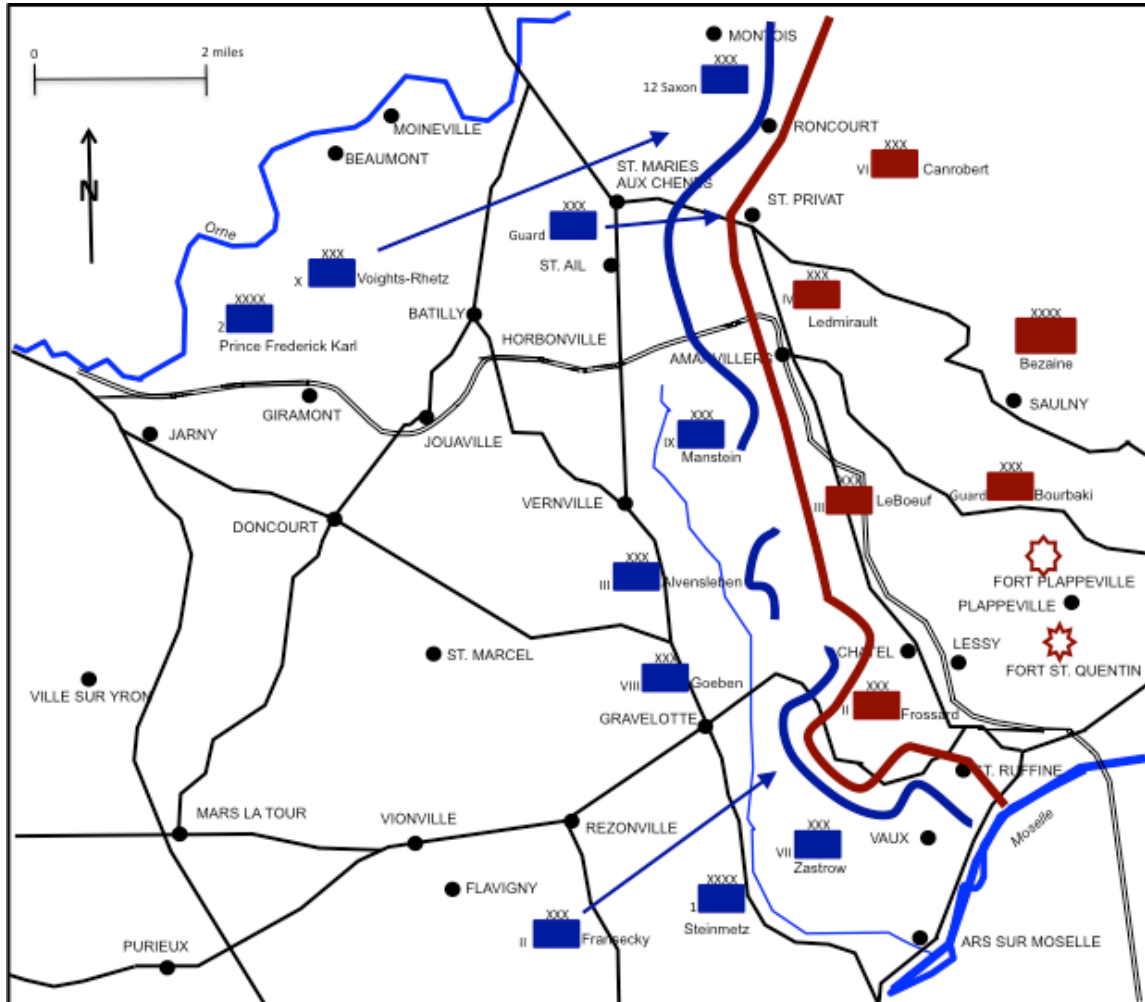 0
2 miles
N
Orne
MOINEVILLE
BEAUMONT
MONTOIS
XXX
12 Saxon
RONCOURT
XXX
VI
Canrobert
ST. MARIES
AUX CHENES
ST. PRIVAT
XXX
Guard
ST. AIL
XXX
X
Voights-Rhetz
XXXX
2
Prince Frederick Karl
BATILLY
HORBONVILLE
XXX
IV
Ledmirault
XXXX
Bezaine
AMANVILLERS
SAULNY
GIRAMONT
JARNY
JOUAVILLE
XXX
IX
Manstein
XXX
III
LeBoeuf
XXX
Guard
Bourbaki
VERNVILLE
DONCOURT
XXX
III
Alvensleben
FORT PLAPPEVILLE
PLAPPEVILLE
ST. MARCEL
CHATEL
LESSY
FORT ST. QUENTIN
VILLE SUR YRON
XXX
VIII
Goeben
XXX
II
Frossard
GRAVELOTTE
ST. RUFFINE
MARS LA TOUR
VIONVILLE
REZONVILLE
Moselle
XXX
VII
Zastrow
VAUX
FLAVIGNY
XXXX
1
Steinmetz
XXX
II
Fransecky
PURIEUX
ARS SUR MOSELLE